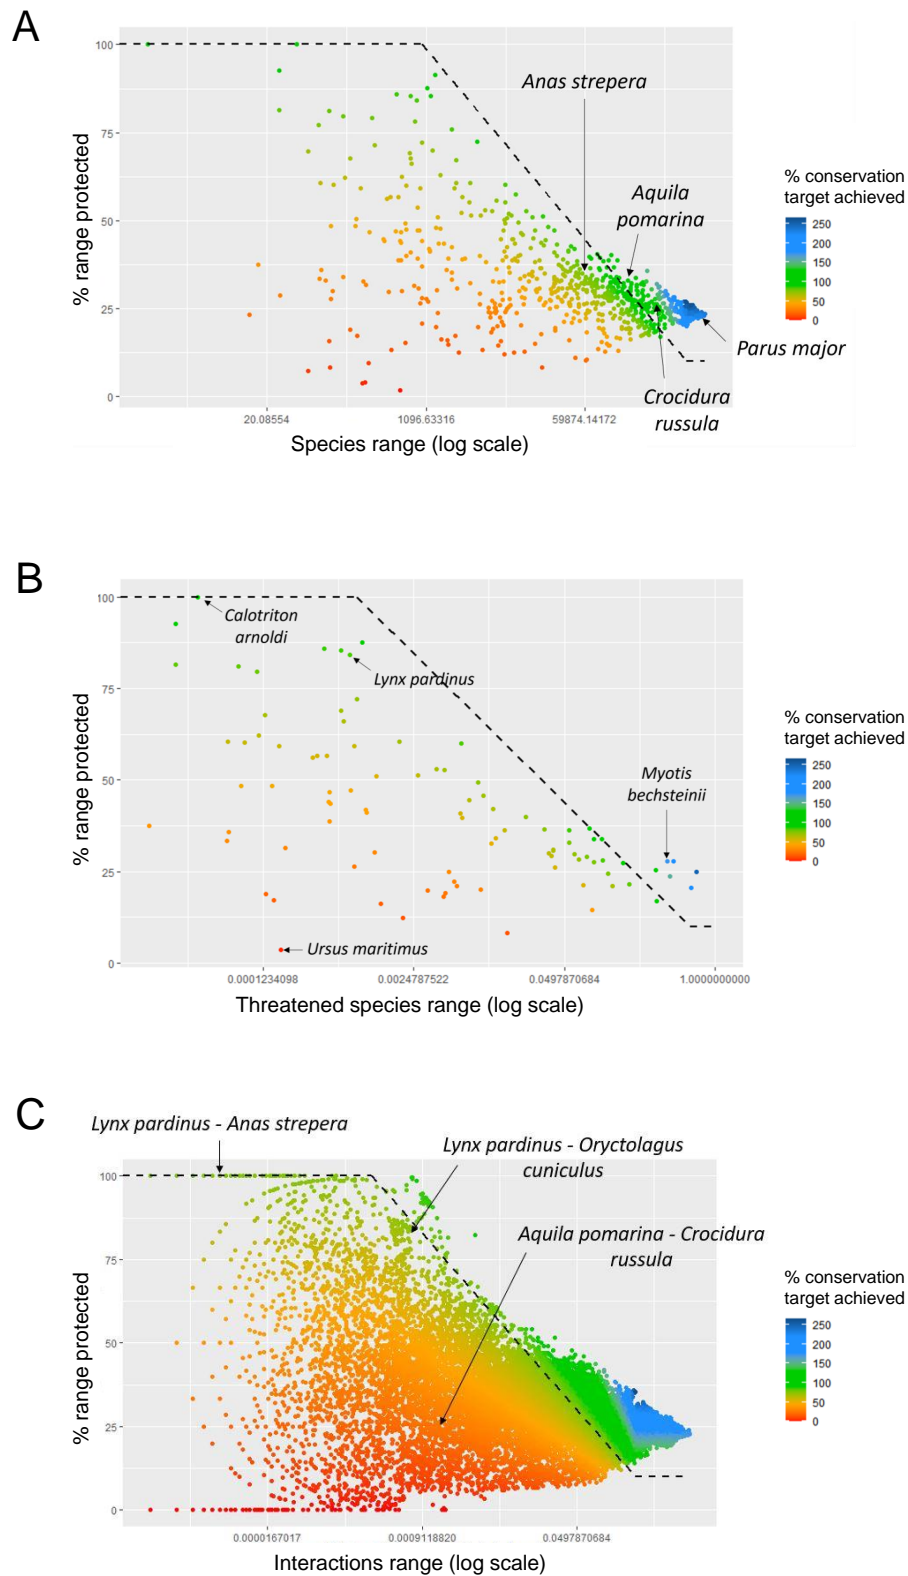 A
100
75
50
25
0
% range protected
Anas strepera
Aquila
pomarina
Parus major
Crocidura
russula
20.08554
1096.63316
59874.14172
Species range (log scale)
% conservation
target achieved
250
200
150
100
50
0
B
100
75
50
25
0
% range protected
Calotriton
arnoldi
Lynx pardinus
Myotis
bechsteinii
Ursus maritimus
0.0001234098
0.0024787522
0.0497870684
1.0000000000
Threatened species range (log scale)
% conservation
target achieved
250
200
150
100
50
0
C
Lynx pardinus - Anas strepera
Lynx pardinus - Oryctolagus
cuniculus
Aquila pomarina - Crocidura
russula
100
75
50
25
0
% range protected
0.0000167017
0.0009118820
0.0497870684
Interactions range (log scale)
% conservation
target achieved
250
200
150
100
50
0